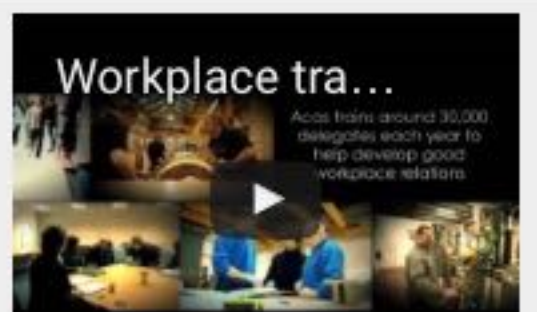 Workplace tra...
Acas trains around 30,000
delegates each year to
help develop good
workplace relations